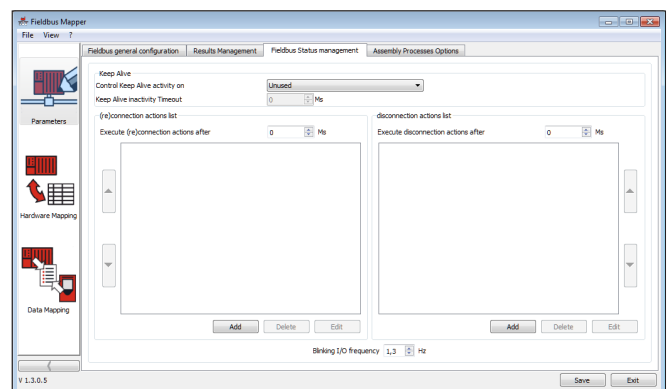 Fieldbus Mapper
File View ?
Fieldbus general configuration Results Management Fieldbus Status management Assembly Processes Options
Keep Alive
Control Keep Alive activity on Unused
Keep Alive inactivity Timeout 0 Ms
Parameters
(re)connection actions list disconnection actions list
Execute (re)connection actions after 0 Ms Execute disconnection actions after 0 Ms
Hardware Mapping
Data Mapping
Add Delete Edit Add Delete Edit
Blinking I/O frequency 1,3 Hz
V 1.3.0.5 Save Exit